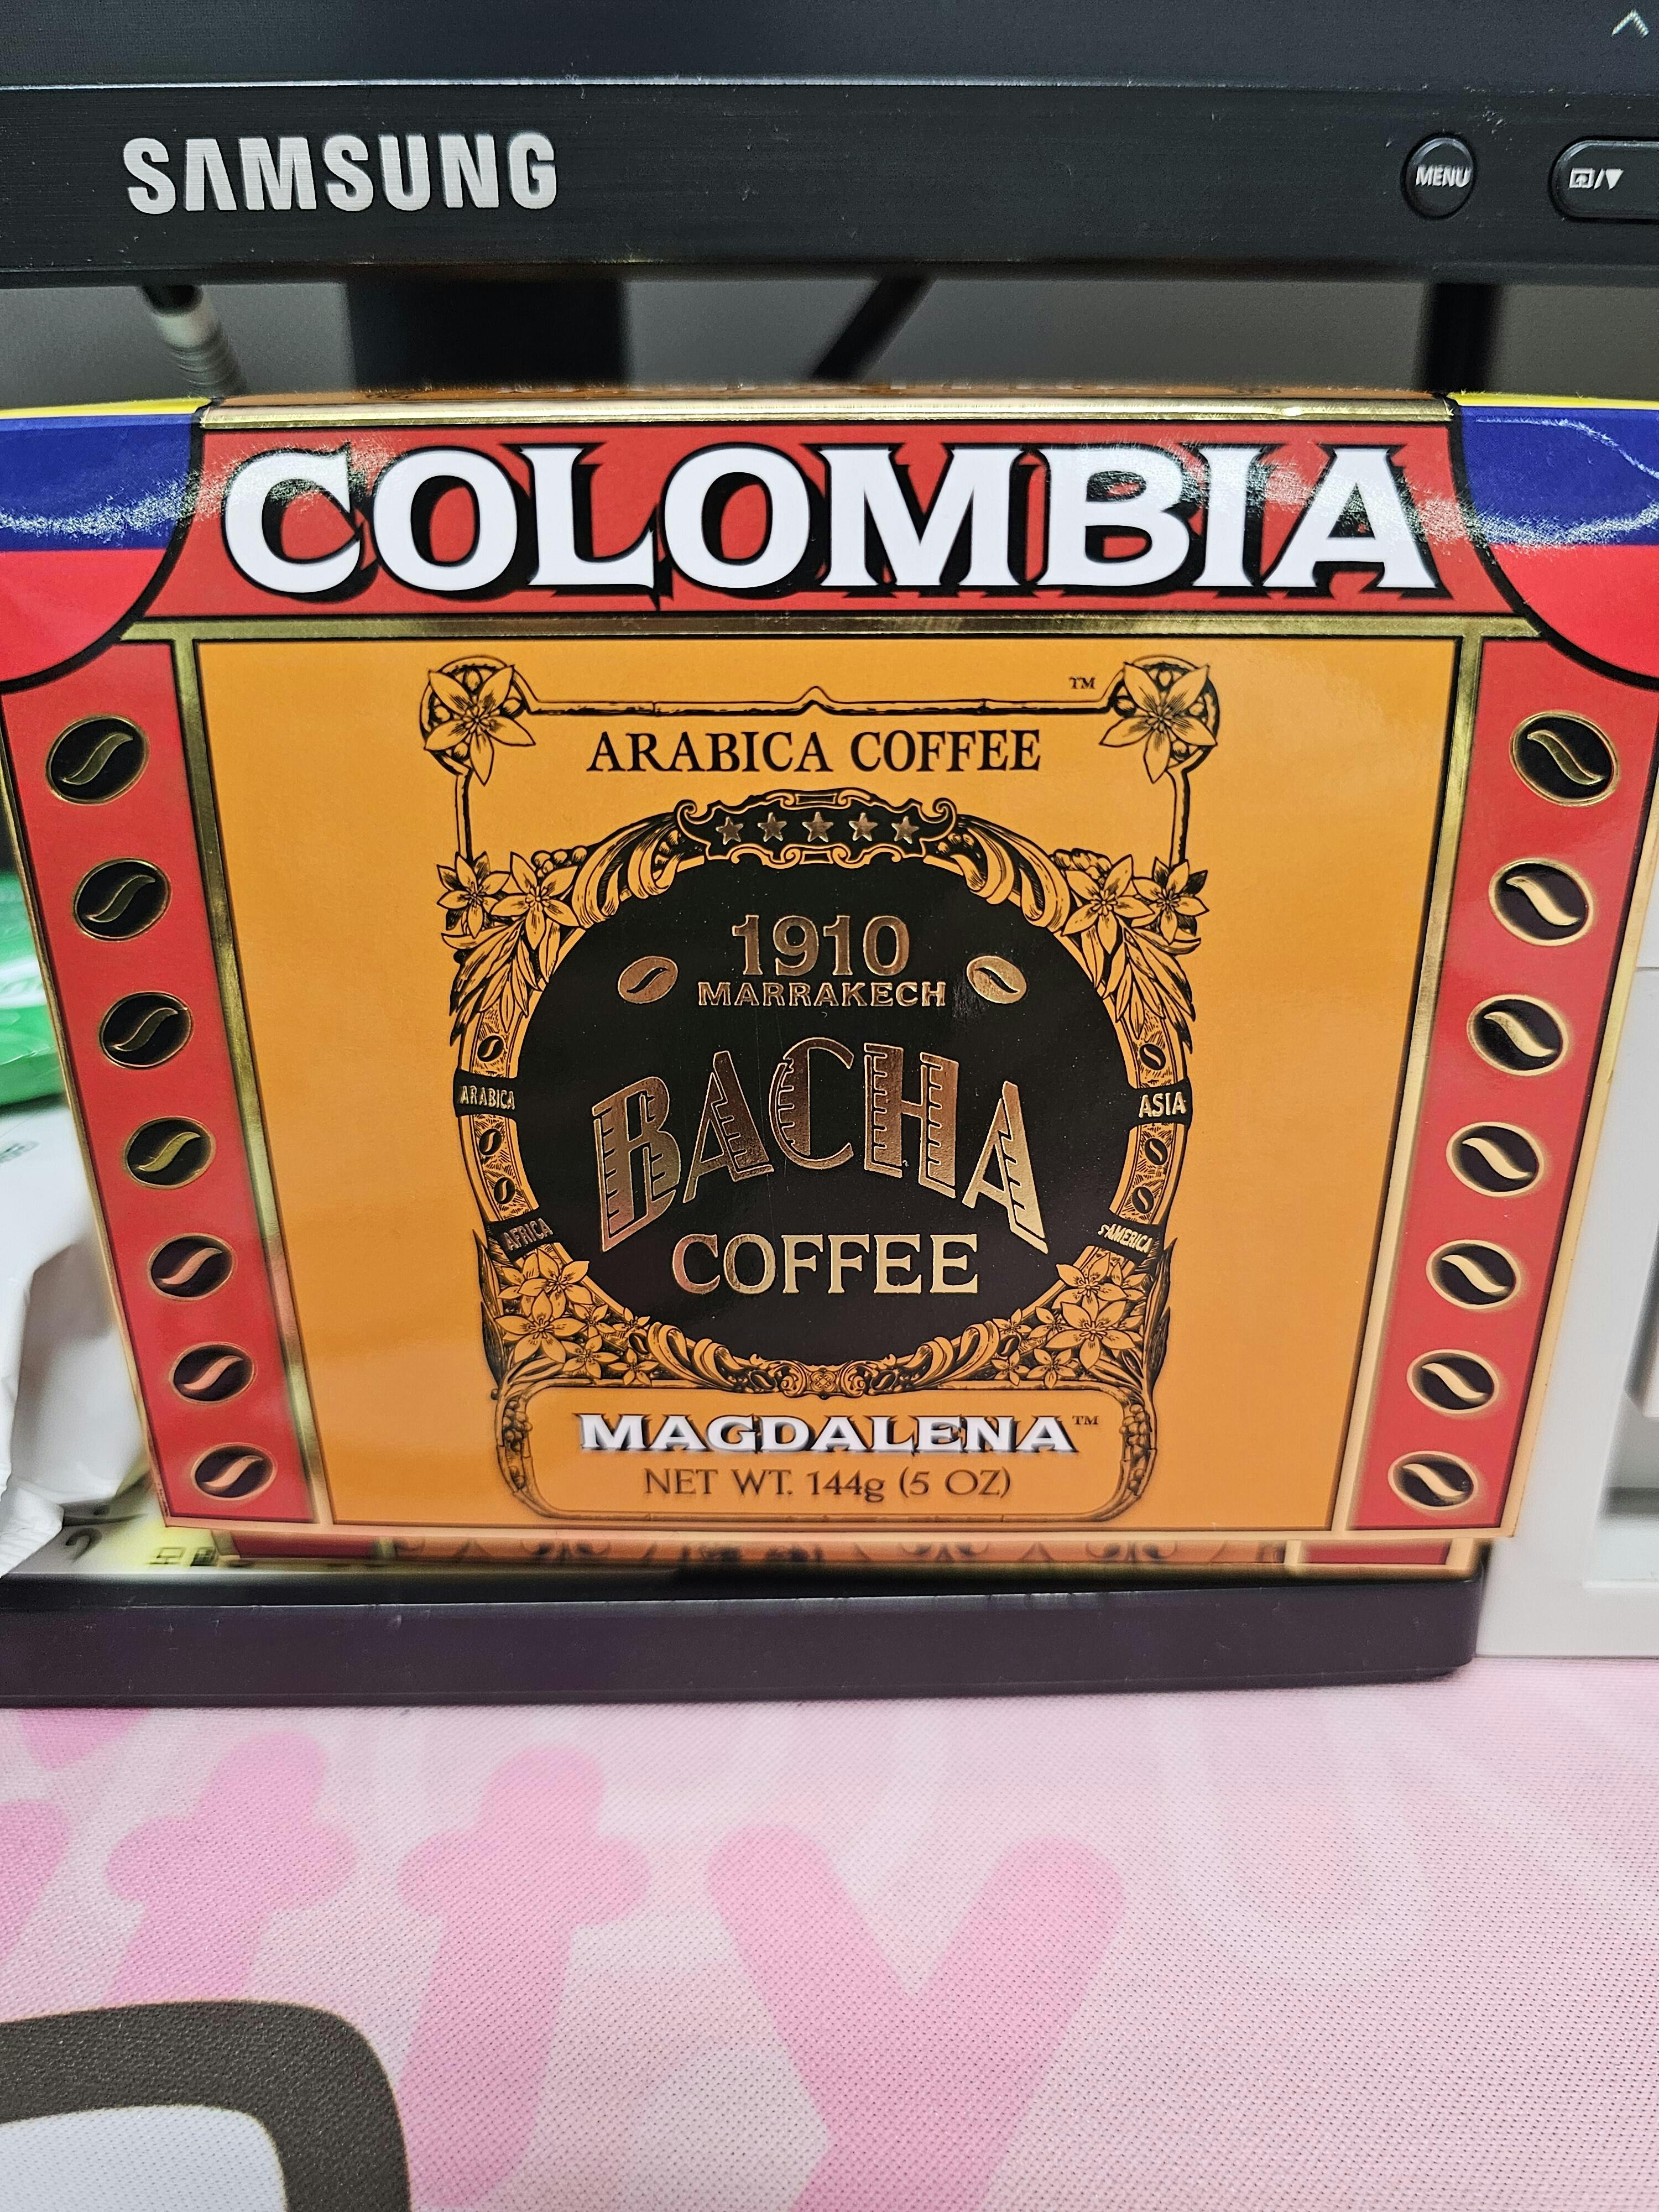 SAMSUNG
MENU
COLOMBIA
TM
ARABICA COFFEE
1910
MARRAKECH
BACHA
COFFEE
ARABICA
ASIA
AFRICA
S'AMERICA
MAGDALENA™
NET WT. 144g (5 OZ)
tty